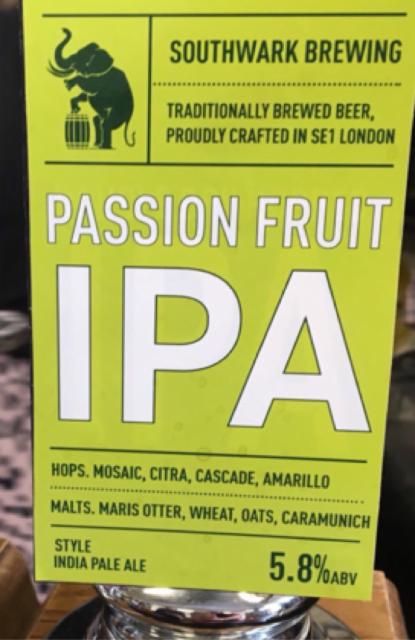 SOUTHWARK BREWING
TRADITIONALLY BREWED BEER,
PROUDLY CRAFTED IN SE1 LONDON
PASSION FRUIT
IPA
HOPS. MOSAIC, CITRA, CASCADE, AMARILLO
MALTS. MARIS OTTER, WHEAT, OATS, CARAMUNICH
STYLE
INDIA PALE ALE
5.8%ABV